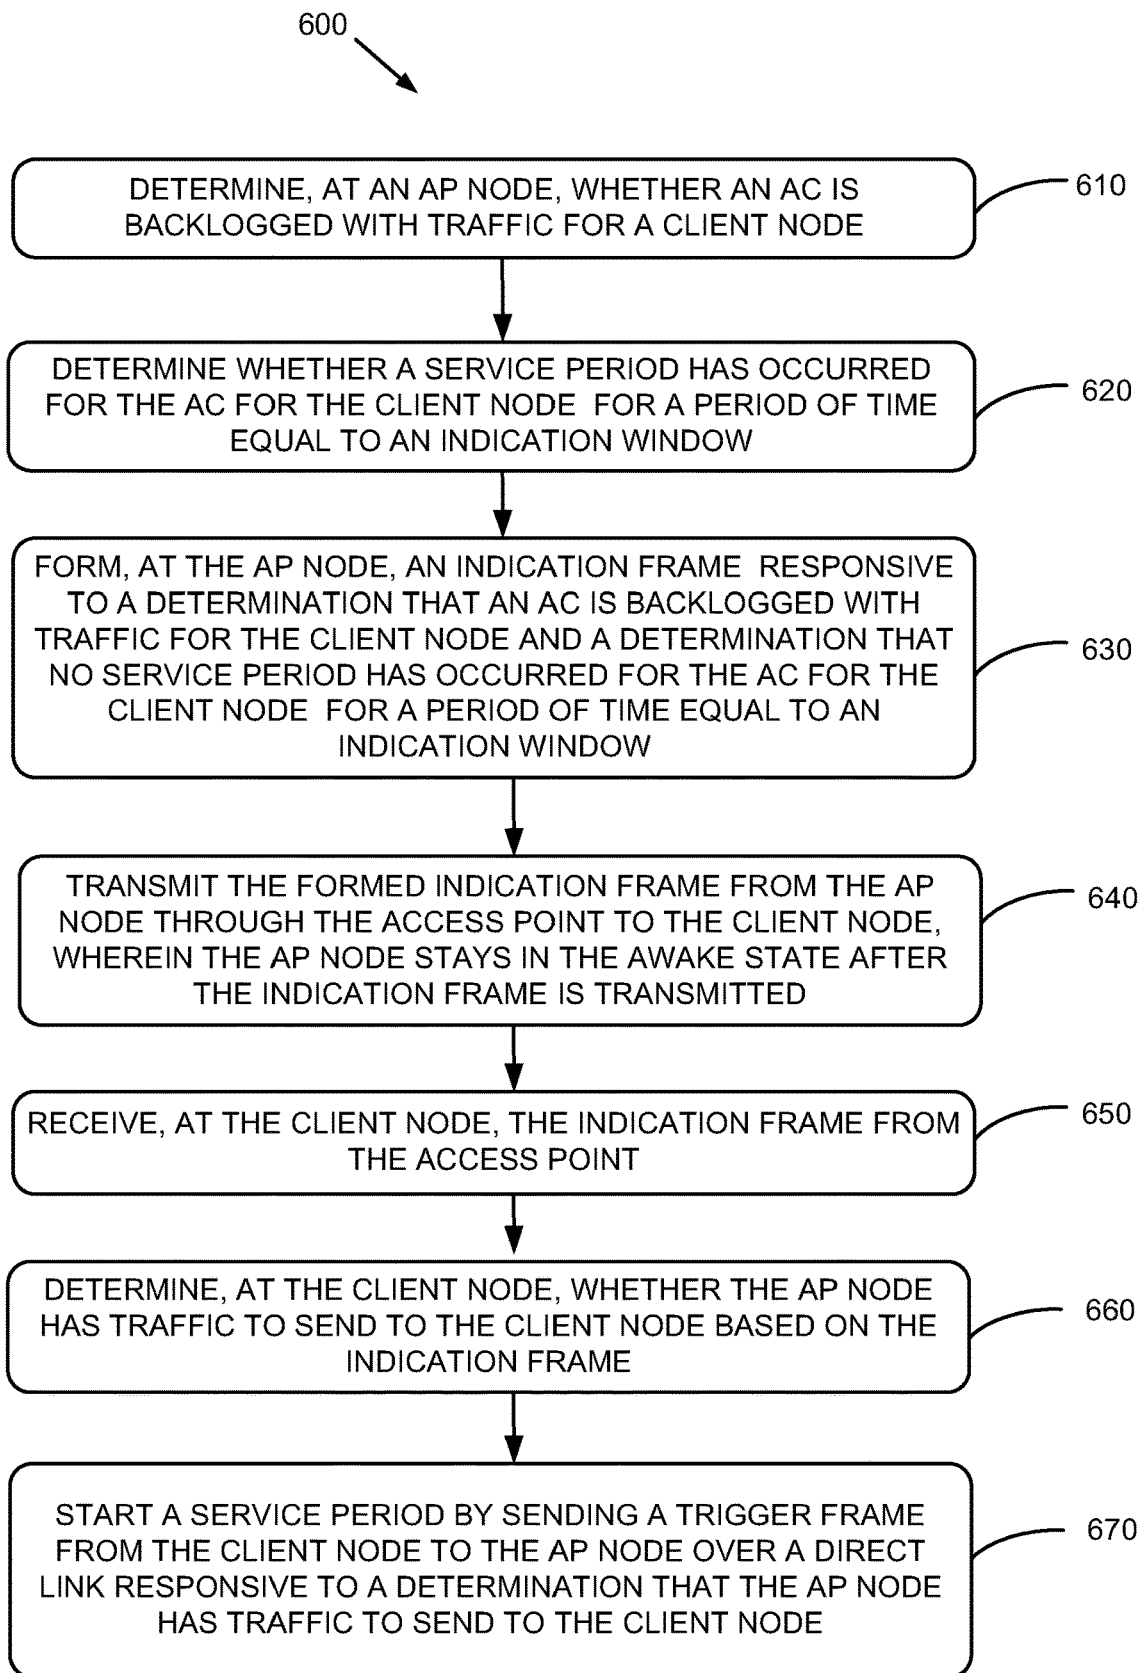 600
DETERMINE, AT AN AP NODE, WHETHER AN AC IS
BACKLOGGED WITH TRAFFIC FOR A CLIENT NODE
610
DETERMINE WHETHER A SERVICE PERIOD HAS OCCURRED
FOR THE AC FOR THE CLIENT NODE FOR A PERIOD OF TIME
EQUAL TO AN INDICATION WINDOW
620
FORM, AT THE AP NODE, AN INDICATION FRAME RESPONSIVE
TO A DETERMINATION THAT AN AC IS BACKLOGGED WITH
TRAFFIC FOR THE CLIENT NODE AND A DETERMINATION THAT
NO SERVICE PERIOD HAS OCCURRED FOR THE AC FOR THE
CLIENT NODE FOR A PERIOD OF TIME EQUAL TO AN
INDICATION WINDOW
630
TRANSMIT THE FORMED INDICATION FRAME FROM THE AP
NODE THROUGH THE ACCESS POINT TO THE CLIENT NODE,
WHEREIN THE AP NODE STAYS IN THE AWAKE STATE AFTER
THE INDICATION FRAME IS TRANSMITTED
640
RECEIVE, AT THE CLIENT NODE, THE INDICATION FRAME FROM
THE ACCESS POINT
650
DETERMINE, AT THE CLIENT NODE, WHETHER THE AP NODE
HAS TRAFFIC TO SEND TO THE CLIENT NODE BASED ON THE
INDICATION FRAME
660
START A SERVICE PERIOD BY SENDING A TRIGGER FRAME
FROM THE CLIENT NODE TO THE AP NODE OVER A DIRECT
LINK RESPONSIVE TO A DETERMINATION THAT THE AP NODE
HAS TRAFFIC TO SEND TO THE CLIENT NODE
670